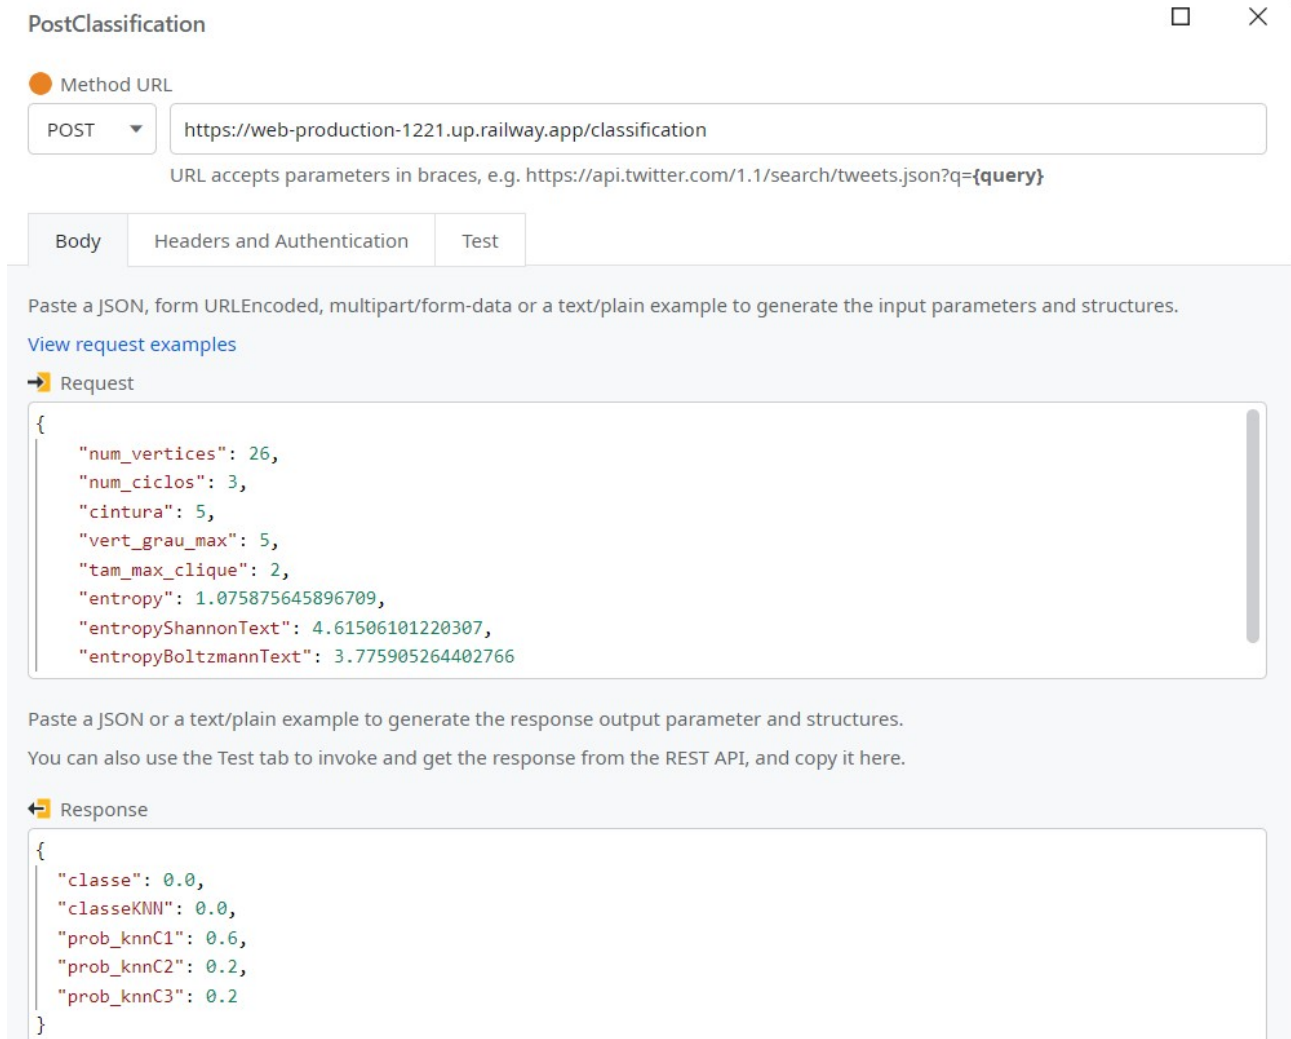 PostClassification
Method URL
POST
https://web-production-1221.up.railway.app/classification
URL accepts parameters in braces, e.g. https://api.twitter.com/1.1/search/tweets.json?q={query}
Body
Headers and Authentication
Test
Paste a JSON, form URLEncoded, multipart/form-data or a text/plain example to generate the input parameters and structures.
View request examples
Request
{
    "num_vertices": 26,
    "num_ciclos": 3,
    "cintura": 5,
    "vert_grau_max": 5,
    "tam_max_clique": 2,
    "entropy": 1.075875645896709,
    "entropyShannonText": 4.61506101220307,
    "entropyBoltzmannText": 3.775905264402766
Paste a JSON or a text/plain example to generate the response output parameter and structures.
You can also use the Test tab to invoke and get the response from the REST API, and copy it here.
Response
{
  "classe": 0.0,
  "classeKNN": 0.0,
  "prob_knnC1": 0.6,
  "prob_knnC2": 0.2,
  "prob_knnC3": 0.2
}